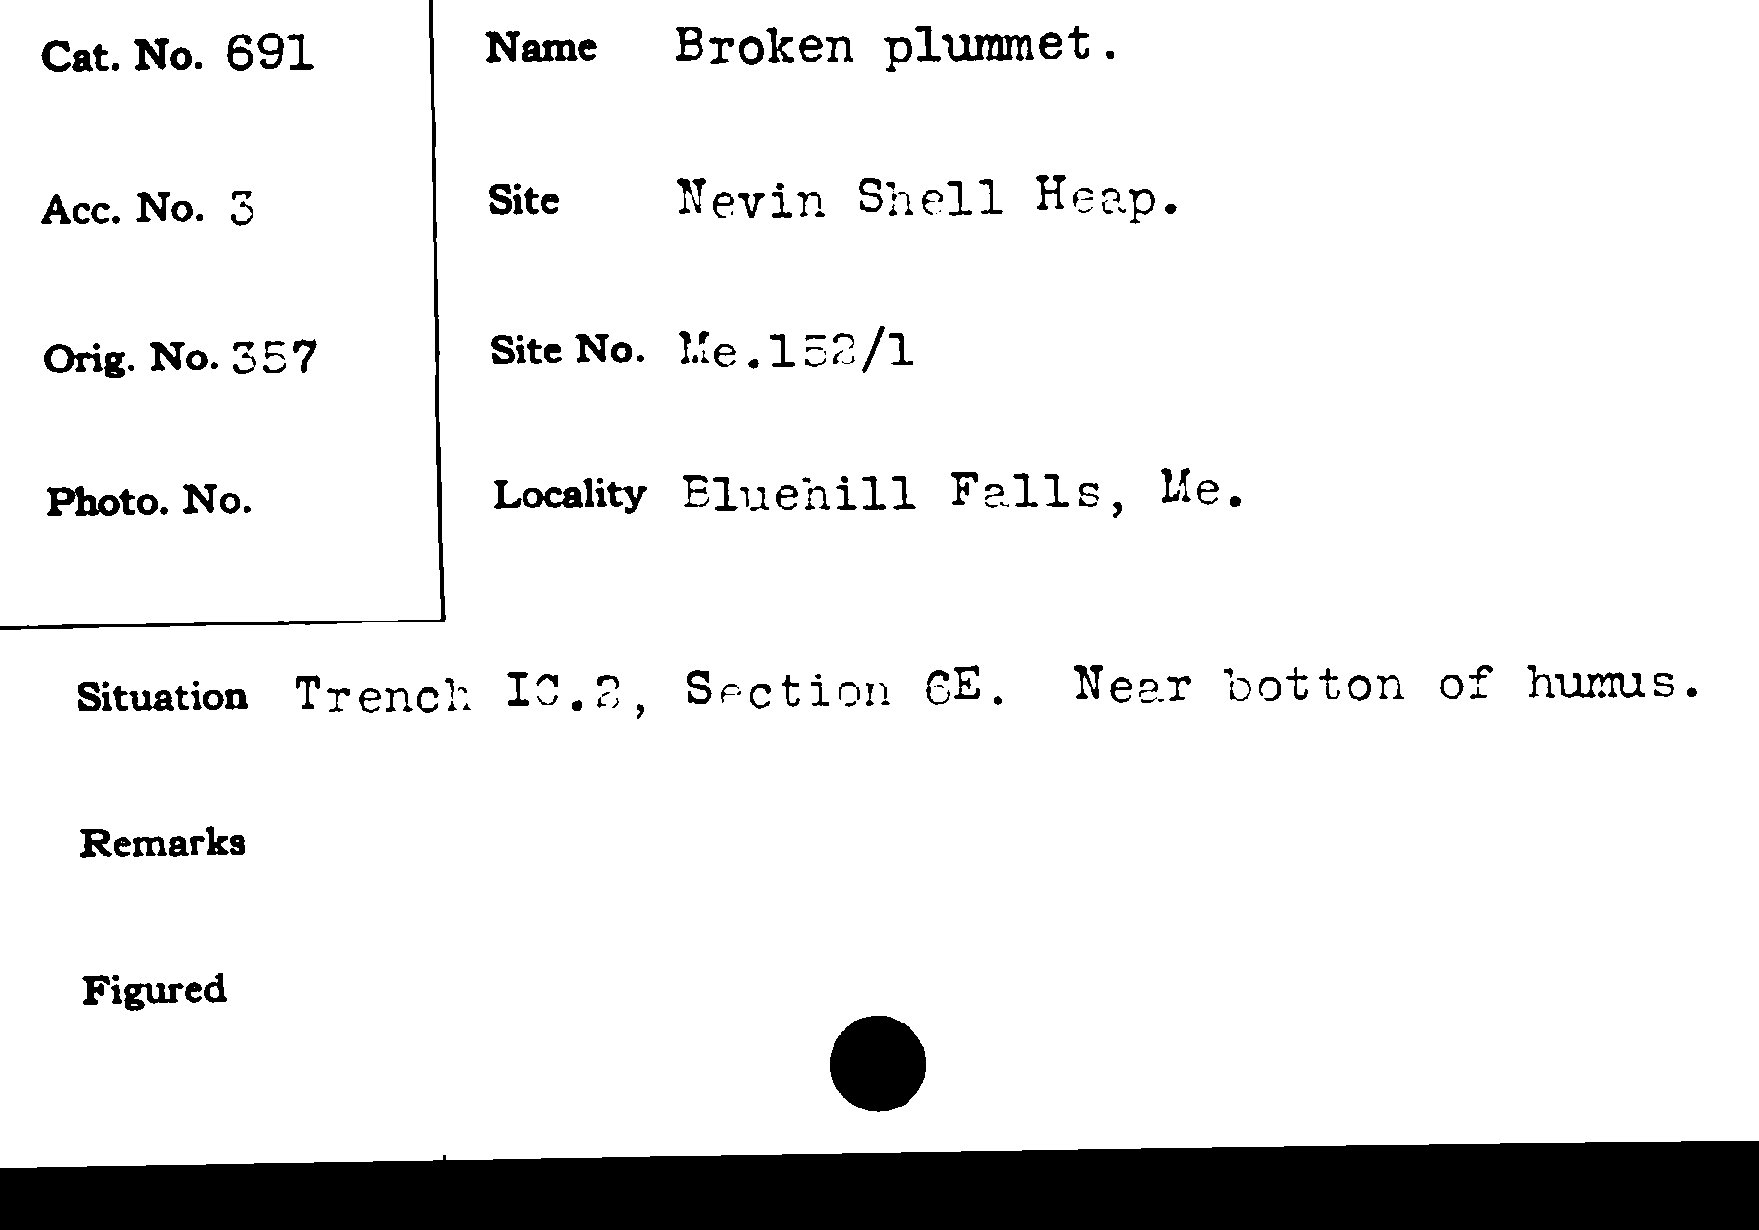 Cat. No. 691
Name Broken plummet.
Acc. No. 3
Site Nevin Shell Heap.
Orig. No. 357
Site No. Me.152/1
Photo. No.
Locality Bluehill Falls, Me.
Situation Trench IC.2, Section 6E. Near botton of humus.
Remarks
Figured